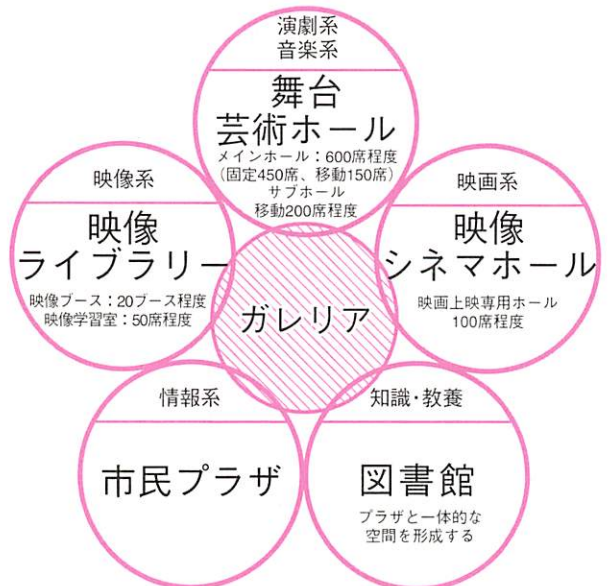 演劇系
音楽系
舞台
芸術ホール
メインホール：600席程度
（固定450席、移動150席）
サブホール
移動200席程度
映像系
映像
ライブラリー
映像ブース：20ブース程度
映像学習室：50席程度
映画系
映像
シネマホール
映画上映専用ホール
100席程度
ガレリア
情報系
市民プラザ
知識・教養
図書館
プラザと一体的な
空間を形成する